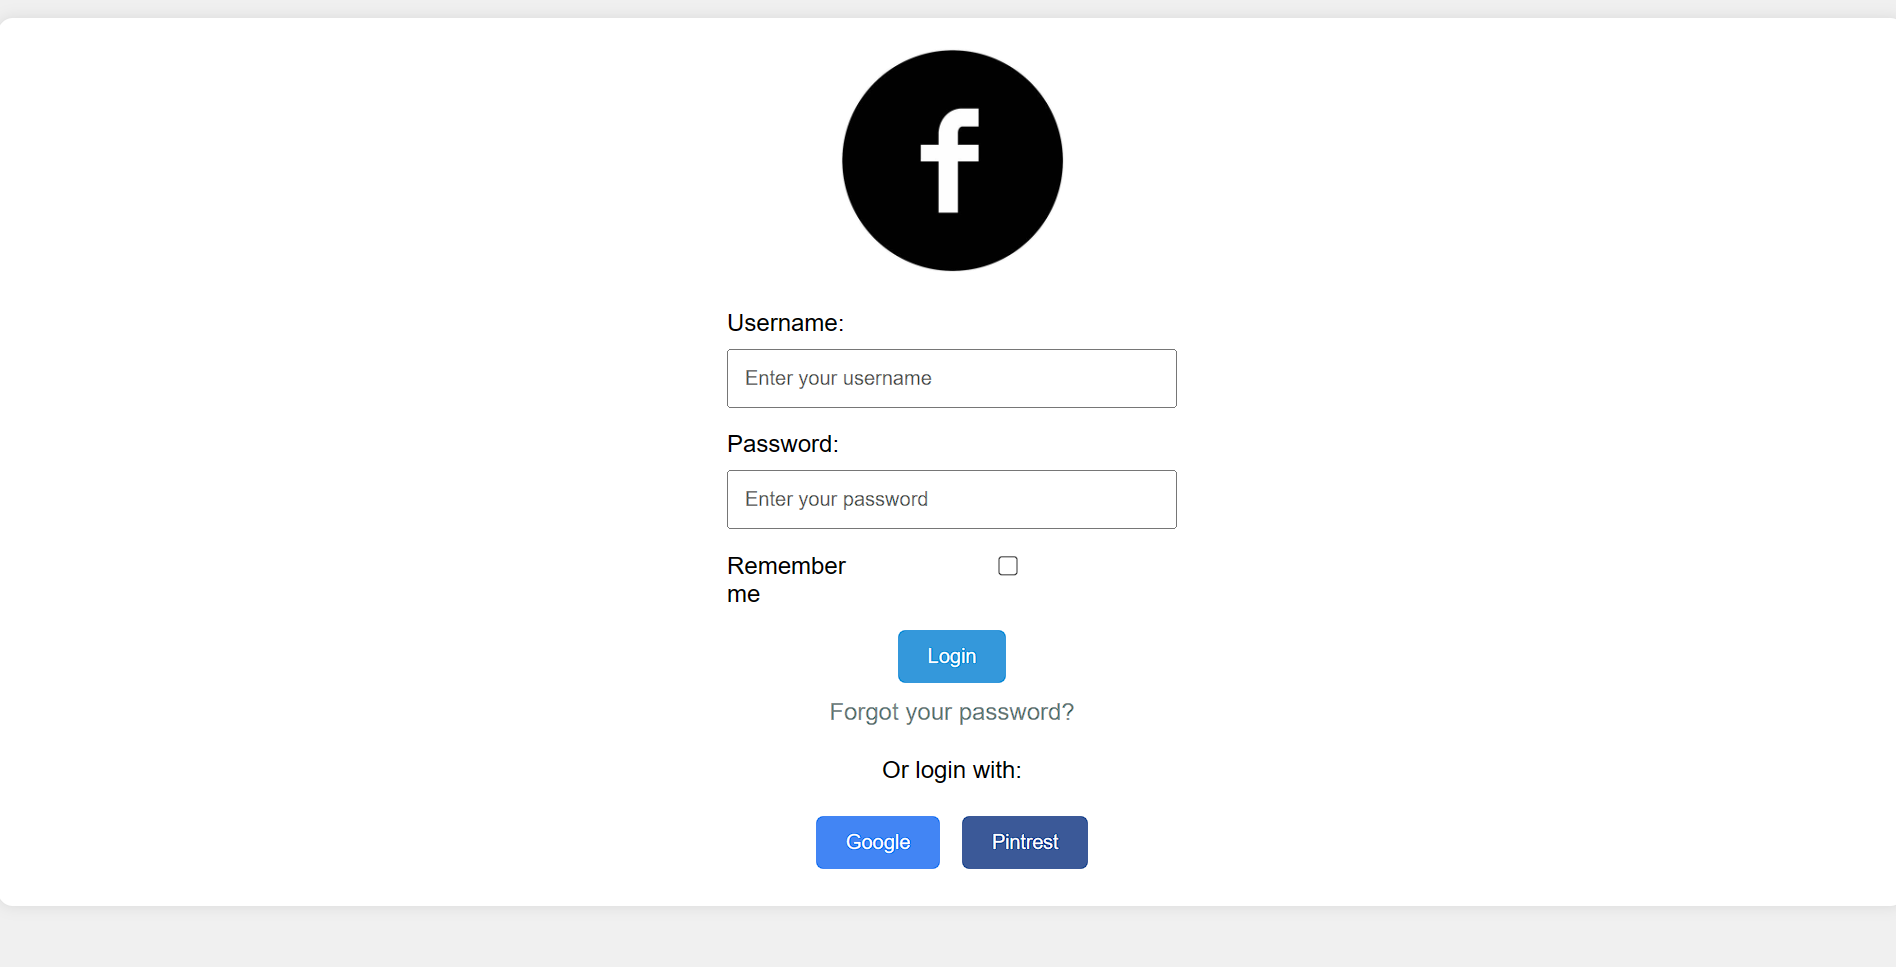 f
Username:
Enter your username
Password:
Enter your password
Remember
me
Login
Forgot your password?
Or login with:
Google Pintrest